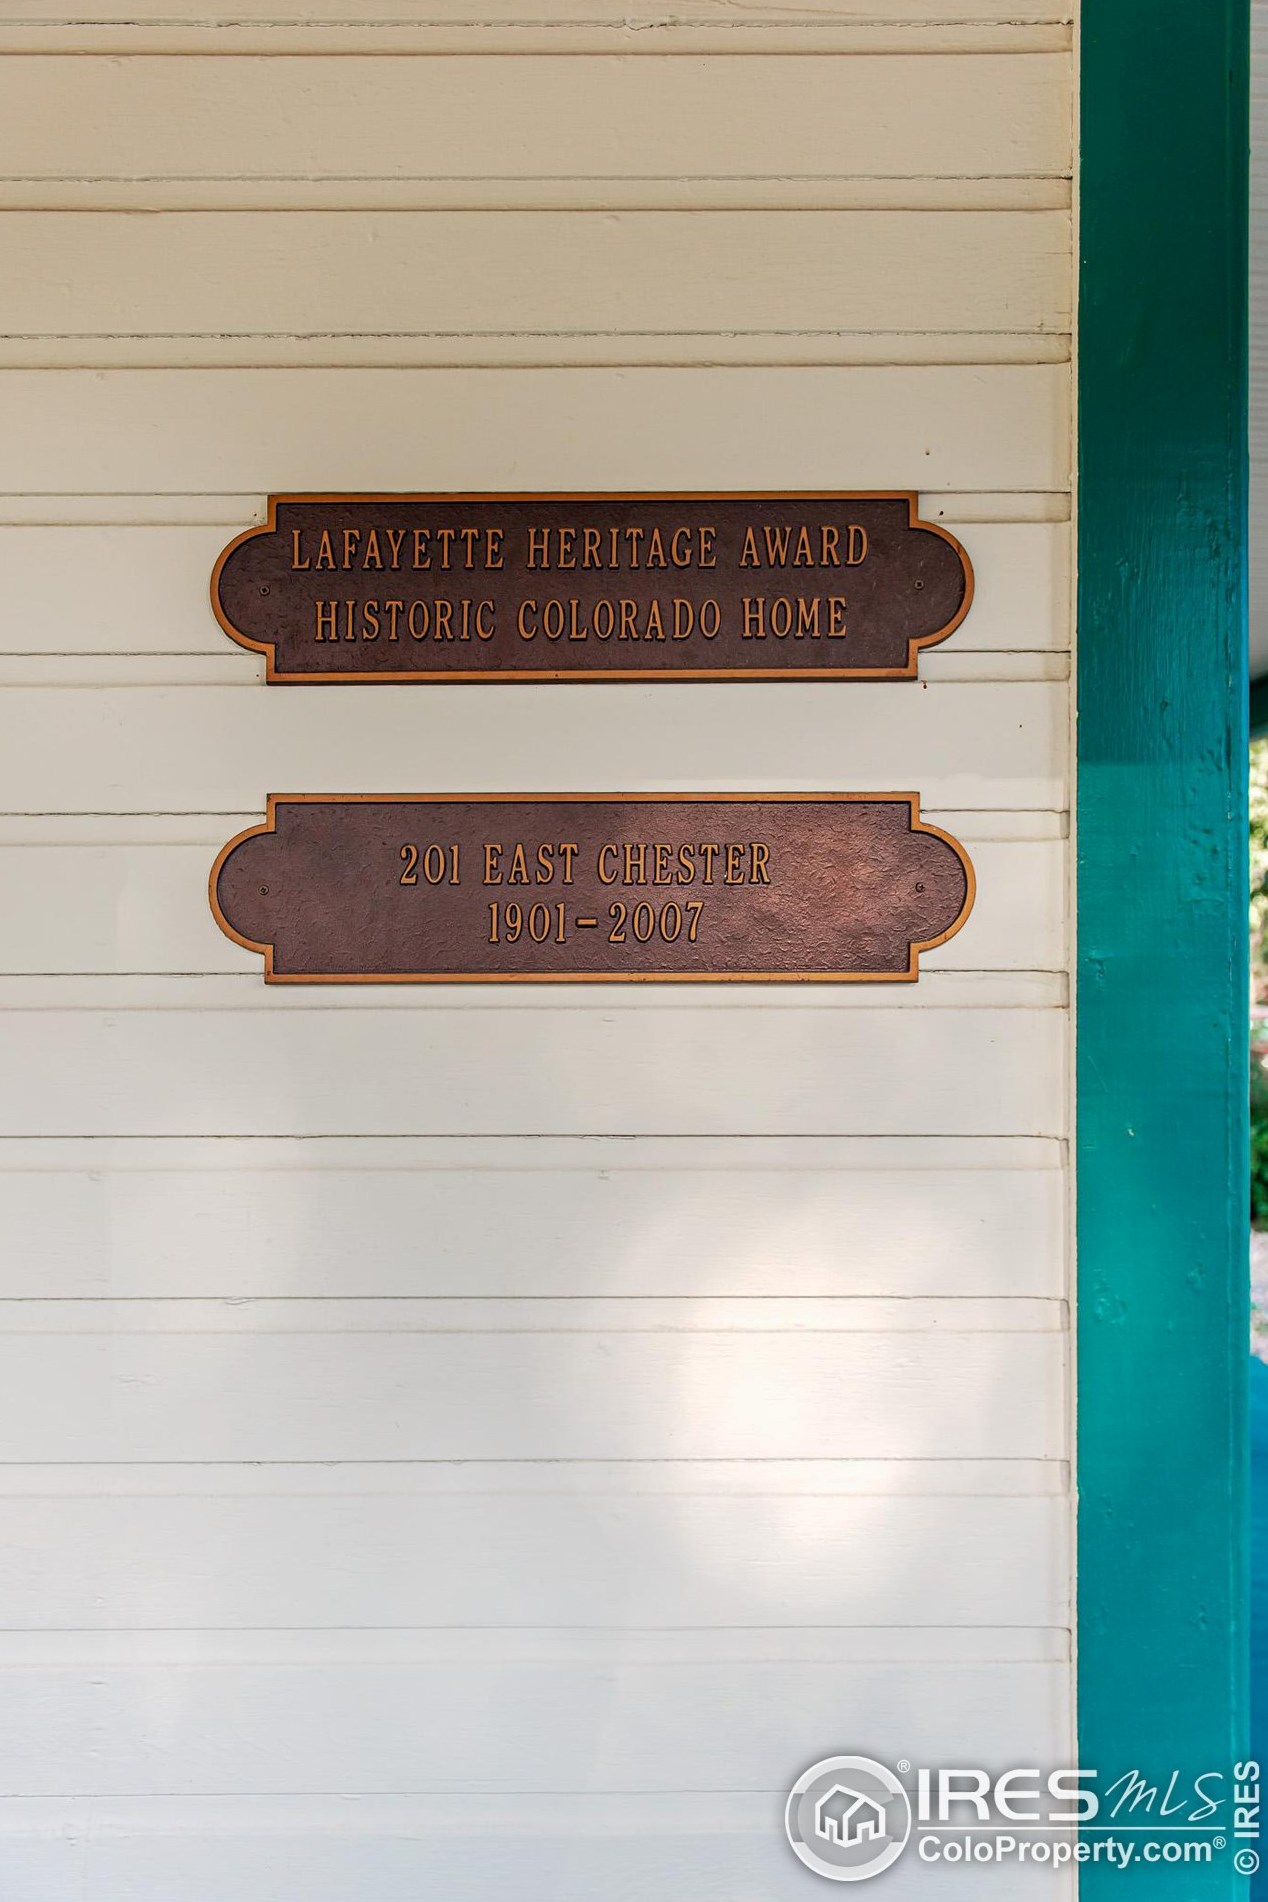 LAFAYETTE HERITAGE AWARD
HISTORIC COLORADO HOME
201 EAST CHESTER
1901-2007
® IRES MLS
ColoProperty.com®
© IRES